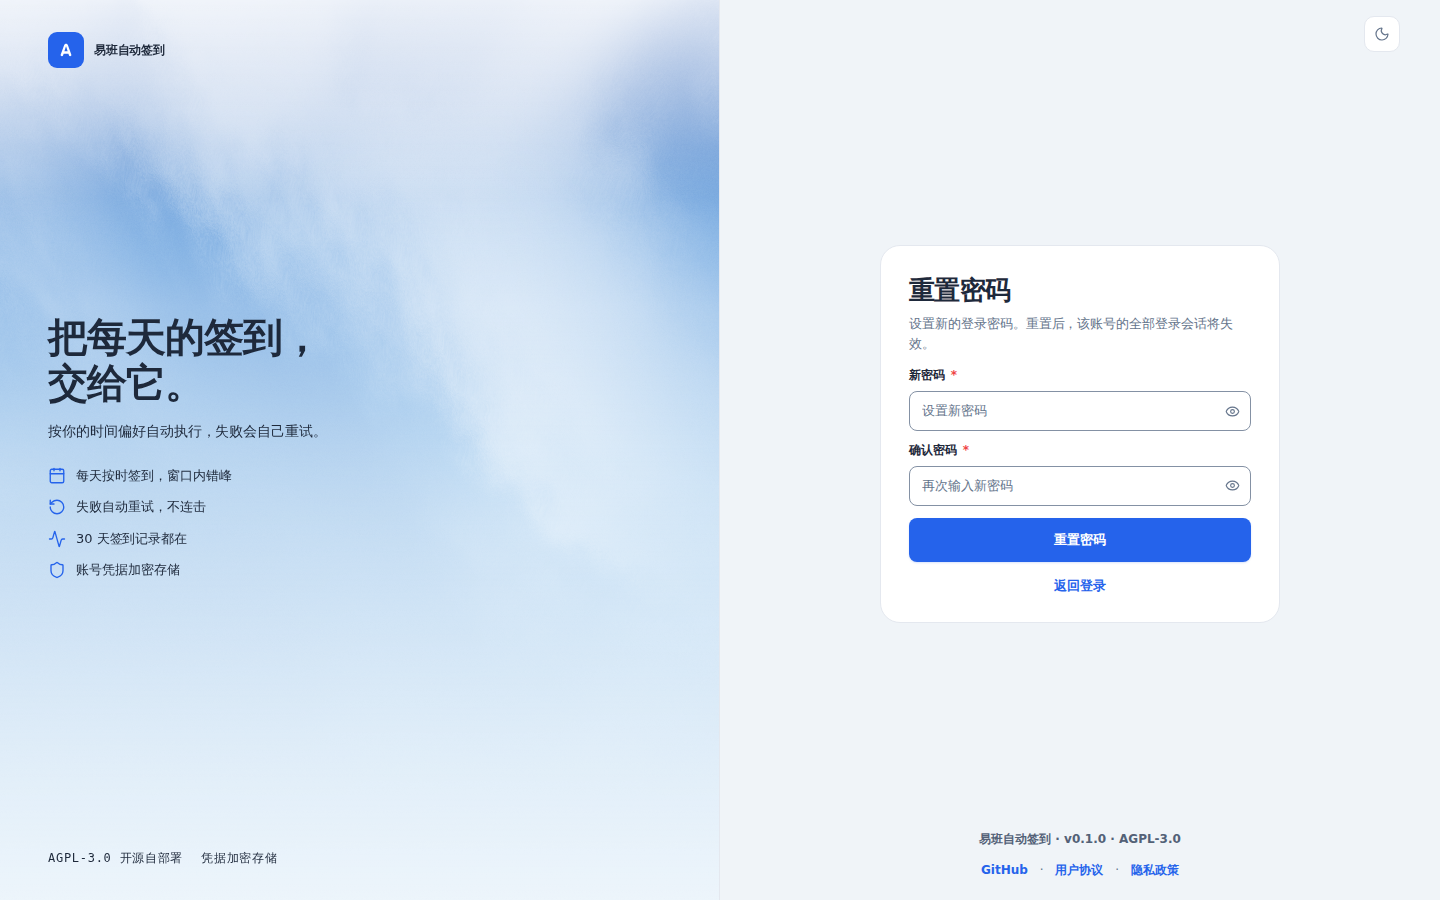 A 易班自动签到
把每天的签到，
交给它。
按你的时间偏好自动执行，失败会自己重试。
每天按时签到，窗口内错峰
失败自动重试，不连击
30 天签到记录都在
账号凭据加密存储
AGPL-3.0 开源自部署 凭据加密存储
重置密码
设置新的登录密码。重置后，该账号的全部登录会话将失
效。
新密码 *
设置新密码
确认密码 *
再次输入新密码
重置密码
返回登录
易班自动签到 · v0.1.0 · AGPL-3.0
GitHub · 用户协议 · 隐私政策